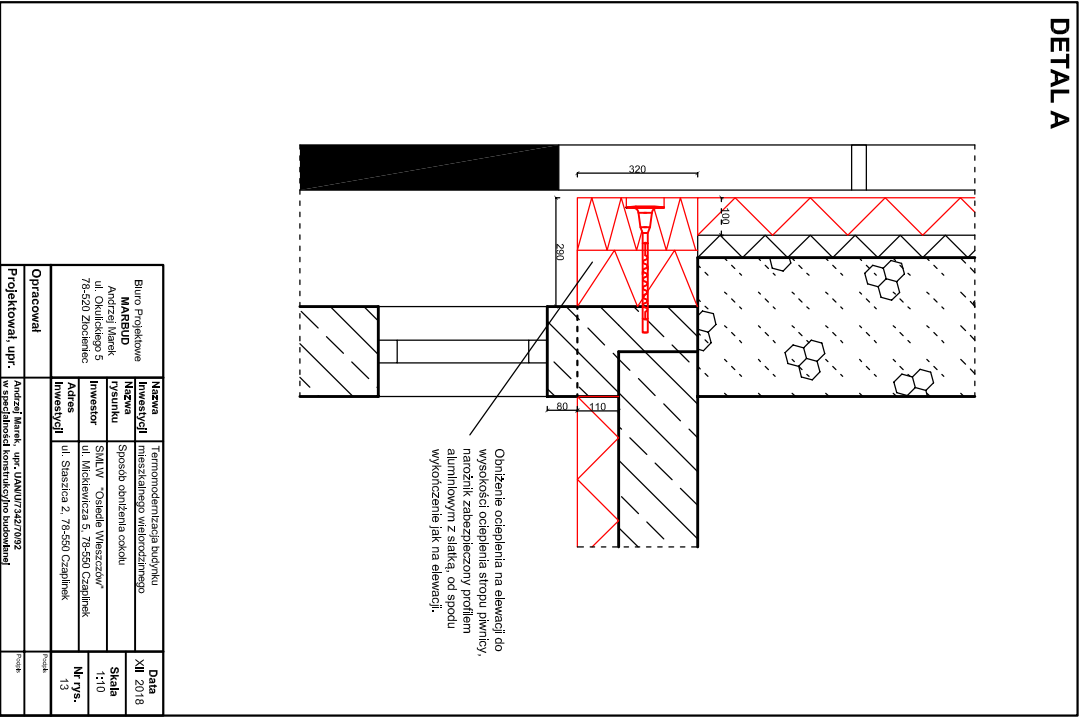 DETAL A
320
100
290
80
110
Obniżenie ocieplenia na elewacji do
wysokości ocieplenia stropu piwnicy,
narożnik zabezpieczony profilem
aluminiowym z siatką, od spodu
wykończenie jak na elewacji.
Biuro Projektowe
MARBUD
Andrzej Marek
ul. Okulickiego 5
78-520 Złocieniec
Nazwa Inwestycji
Termomodernizacja budynku
mieszkalnego wielorodzinnego
Nazwa rysunku
Sposób obniżenia cokołu
Inwestor
SMLW "Osiedle Wieszczów"
ul. Mickiewicza 5, 78-550 Czaplinek
Adres Inwestycji
ul. Staszica 2, 78-550 Czaplinek
Data
XII 2018
Skala
1:10
Nr rys.
13
Opracował
Podpis
Projektował, upr.
Andrzej Marek, upr. UAN/U/7342/70/92
w specjalności konstrukcyjno budowlanej
Podpis